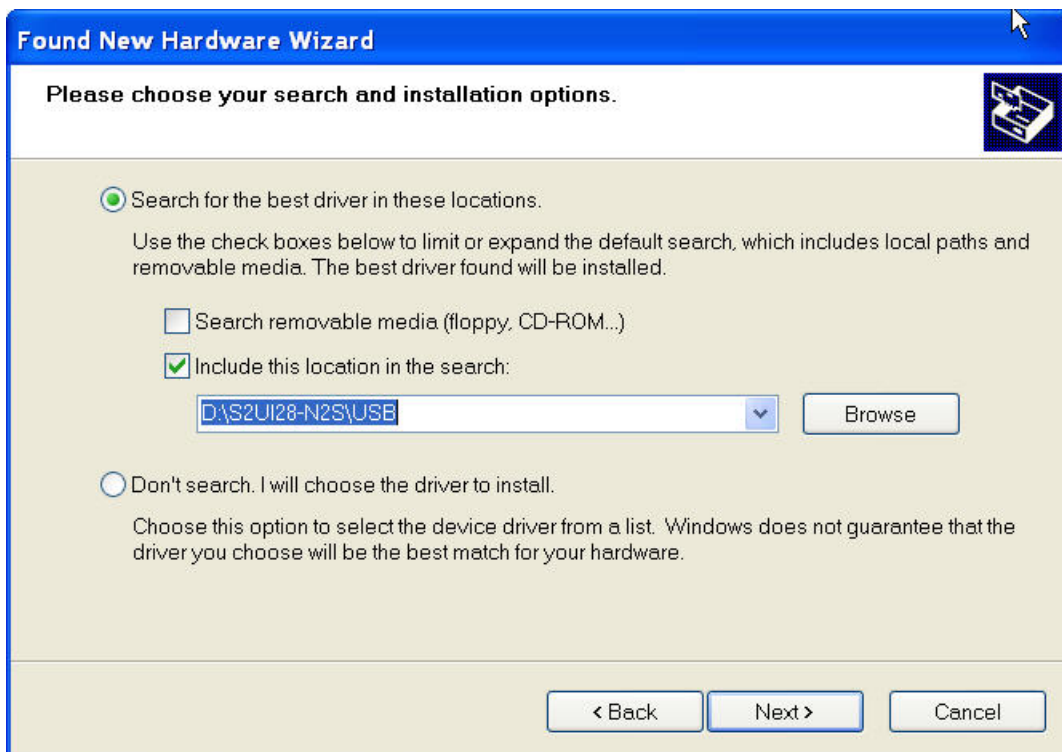 Found New Hardware Wizard
Please choose your search and installation options.
Search for the best driver in these locations.
Use the check boxes below to limit or expand the default search, which includes local paths and
removable media. The best driver found will be installed.
Search removable media (floppy, CD-ROM...)
Include this location in the search:
D:\S2UI28-N2S\USB
Browse
Don't search. I will choose the driver to install.
Choose this option to select the device driver from a list. Windows does not guarantee that the
driver you choose will be the best match for your hardware.
< Back
Next >
Cancel